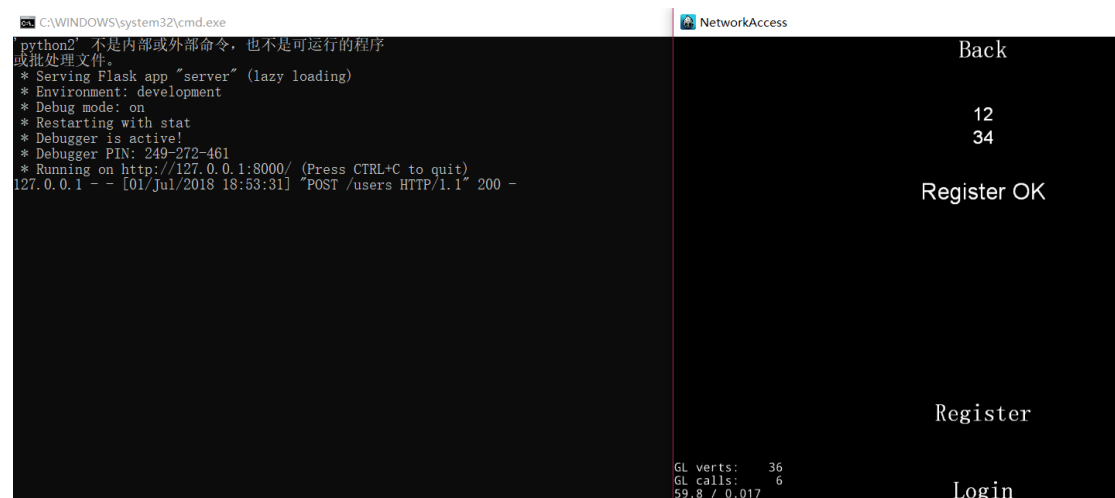 C:\WINDOWS\system32\cmd.exe
'python2' 不是内部或外部命令，也不是可运行的程序
或批处理文件。
* Serving Flask app "server" (lazy loading)
* Environment: development
* Debug mode: on
* Restarting with stat
* Debugger is active!
* Debugger PIN: 249-272-461
* Running on http://127.0.0.1:8000/ (Press CTRL+C to quit)
127.0.0.1 - - [01/Jul/2018 18:53:31] "POST /users HTTP/1.1" 200 -
NetworkAccess
Back
12
34
Register OK
Register
Login
GL verts: 36
GL calls: 6
59.8 / 0.017